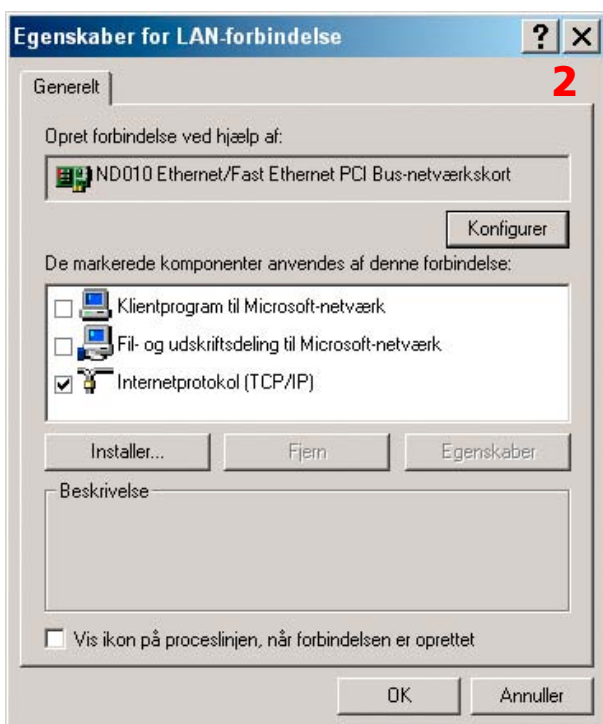 Egenskaber for LAN-forbindelse
2
Generelt
Opret forbindelse ved hjælp af:
ND010 Ethernet/Fast Ethernet PCI Bus-netværkskort
Konfigurer
De markerede komponenter anvendes af denne forbindelse:
Klientprogram til Microsoft-netværk
Fil- og udskriftsdeling til Microsoft-netværk
Internetprotokol (TCP/IP)
Installer... Fjern Egenskaber
Beskrivelse
Vis ikon på proceslinjen, når forbindelsen er oprettet
OK Annuller